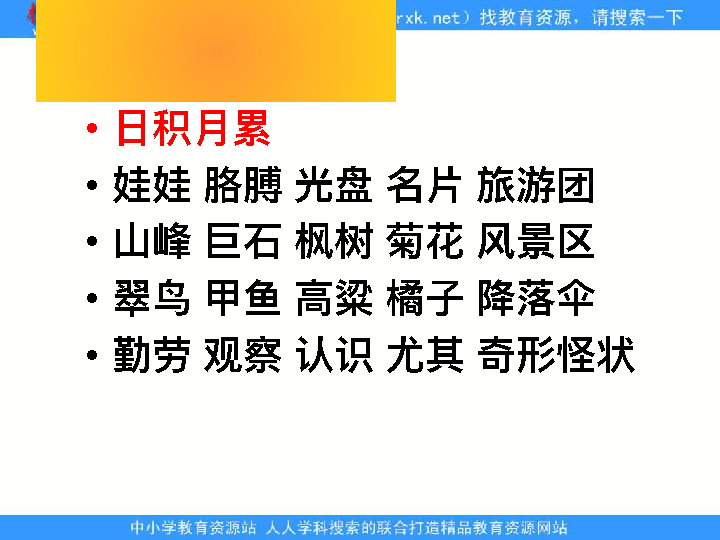 rxk.net）找教育资源，请搜索一下
• 日积月累
• 娃娃 胳膊 光盘 名片 旅游团
• 山峰 巨石 枫树 菊花 风景区
• 翠鸟 甲鱼 高粱 橘子 降落伞
• 勤劳 观察 认识 尤其 奇形怪状
中小学教育资源站 人人学科搜索的联合打造精品教育资源网站